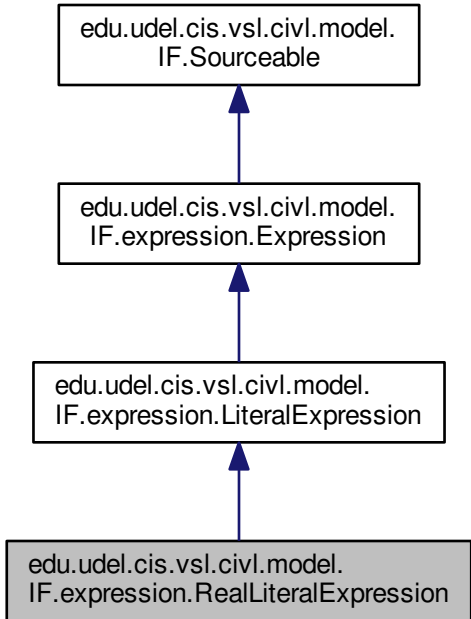 edu.udel.cis.vsl.civl.model.
IF.Sourceable
edu.udel.cis.vsl.civl.model.
IF.expression.Expression
edu.udel.cis.vsl.civl.model.
IF.expression.LiteralExpression
edu.udel.cis.vsl.civl.model.
IF.expression.RealLiteralExpression